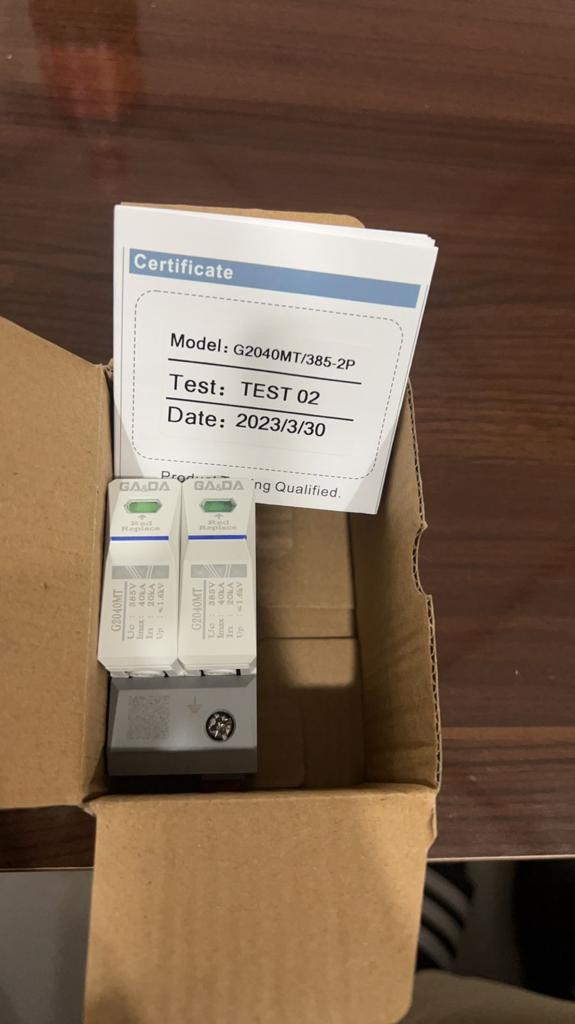 Certificate
Model: G2040MT/385-2P
Test: TEST 02
Date: 2023/3/30
Product T ing Qualified.
GA&DA
Red
Replace
G2040MT
Uc : 385V
Imax : 40kA
In : 20kA
Up : ≤1.6kV
GA&DA
Red
Replace
G2040MT
Uc : 385V
Imax : 40kA
In : 20kA
Up : ≤1.6kV